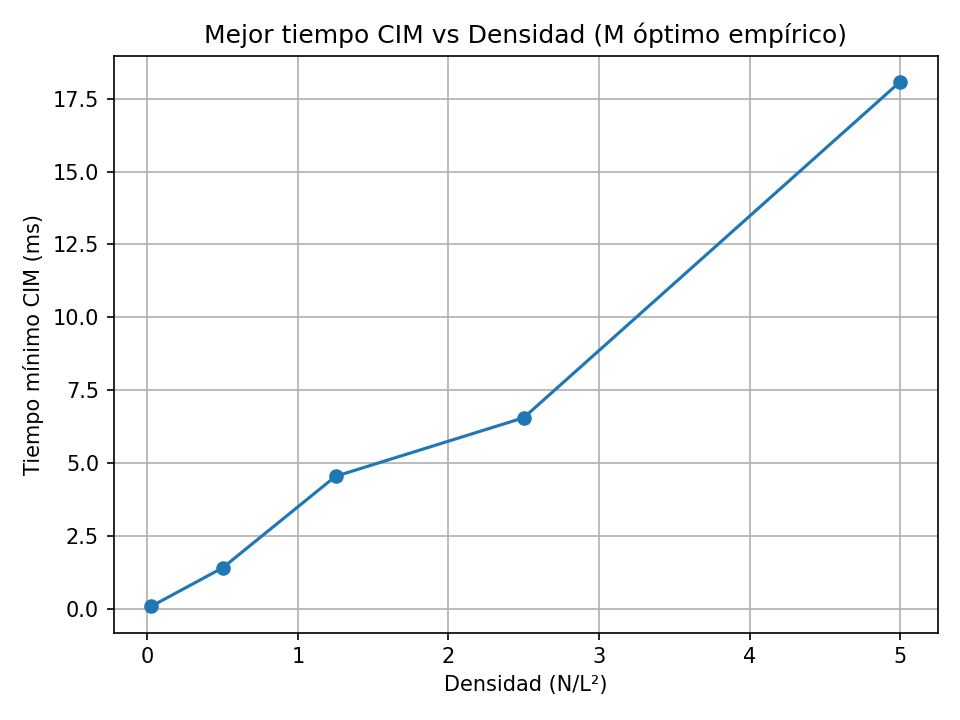 Mejor tiempo CIM vs Densidad (M óptimo empírico)
Tiempo mínimo CIM (ms)
17.5
15.0
12.5
10.0
7.5
5.0
2.5
0.0
0 1 2 3 4 5
Densidad (N/L²)